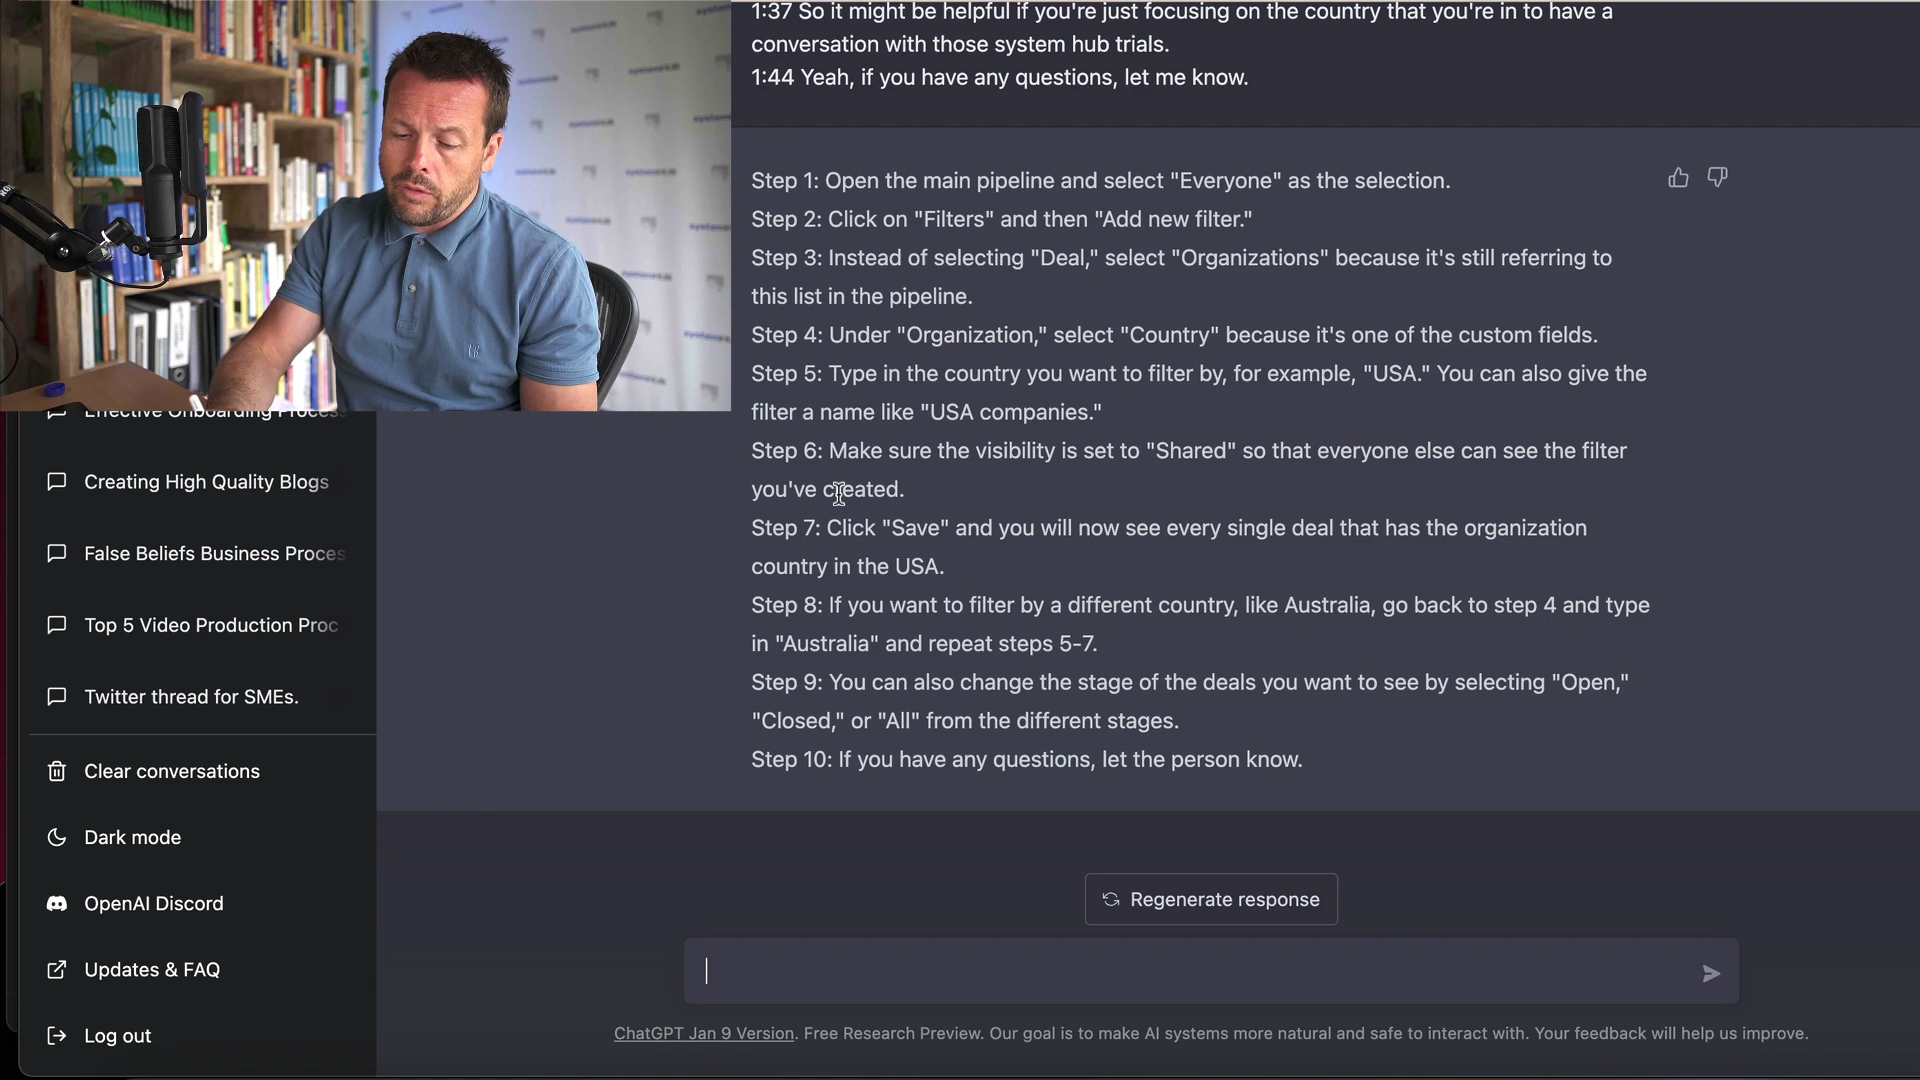 1:37 So it might be helpful if you're just focusing on the country that you're in to have a
conversation with those system hub trials.
1:44 Yeah, if you have any questions, let me know.
Step 1: Open the main pipeline and select "Everyone" as the selection.
Step 2: Click on "Filters" and then "Add new filter."
Step 3: Instead of selecting "Deal," select "Organizations" because it's still referring to
this list in the pipeline.
Step 4: Under "Organization," select "Country" because it's one of the custom fields.
Step 5: Type in the country you want to filter by, for example, "USA." You can also give the
filter a name like "USA companies."
Step 6: Make sure the visibility is set to "Shared" so that everyone else can see the filter
you've created.
Step 7: Click "Save" and you will now see every single deal that has the organization
country in the USA.
Step 8: If you want to filter by a different country, like Australia, go back to step 4 and type
in "Australia" and repeat steps 5-7.
Step 9: You can also change the stage of the deals you want to see by selecting "Open,"
"Closed," or "All" from the different stages.
Step 10: If you have any questions, let the person know.
Effective Onboarding Process
Creating High Quality Blogs
False Beliefs Business Proces
Top 5 Video Production Proc
Twitter thread for SMEs.
Clear conversations
Dark mode
OpenAI Discord
Updates & FAQ
Log out
Regenerate response
ChatGPT Jan 9 Version. Free Research Preview. Our goal is to make AI systems more natural and safe to interact with. Your feedback will help us improve.